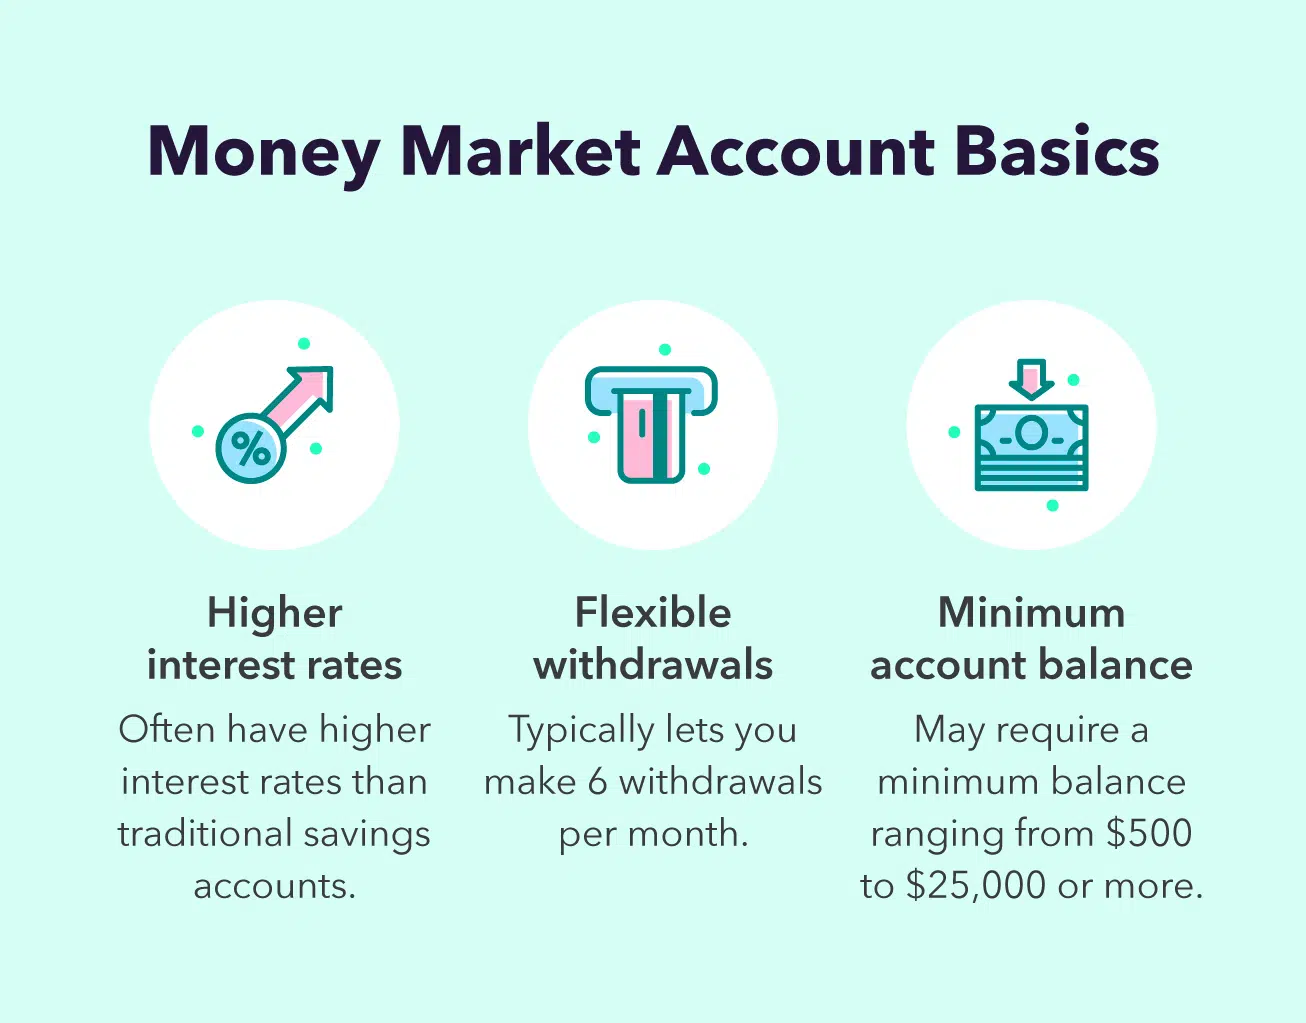 Money Market Account Basics
%
Higher
interest rates
Often have higher
interest rates than
traditional savings
accounts.
Flexible
withdrawals
Typically lets you
make 6 withdrawals
per month.
Minimum
account balance
May require a
minimum balance
ranging from $500
to $25,000 or more.